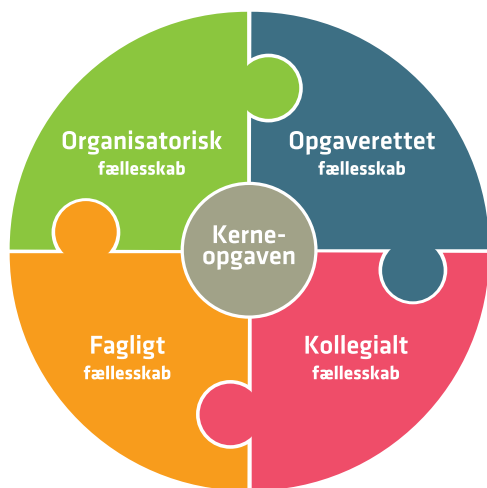 Organisatorisk
fællesskab
Opgaverettet
fællesskab
Kerne-
opgaven
Fagligt
fællesskab
Kollegialt
fællesskab